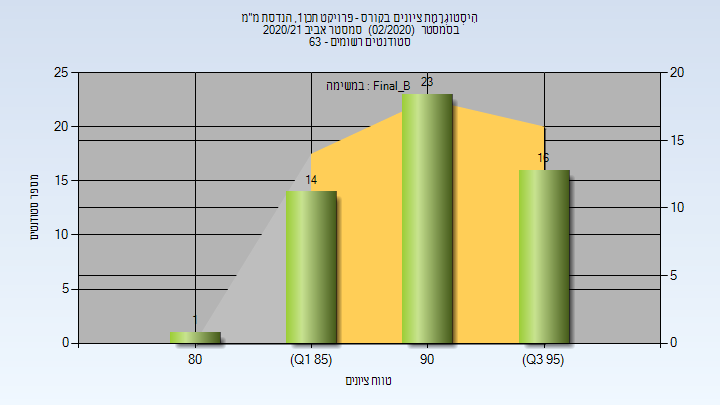 היסטוגרמת ציונים בקורס - פרויקט תכן1, הנדסת מ"מ
בסמסטר (02/2020) סמסטר אביב 2020/21
סטודנטים רשומים - 63
במשימה : Final_B
25
20
15
10
5
0
20
15
10
5
0
1
14
23
16
80
(Q1 85)
90
(Q3 95)
מספר סטודנטים
טווח ציונים